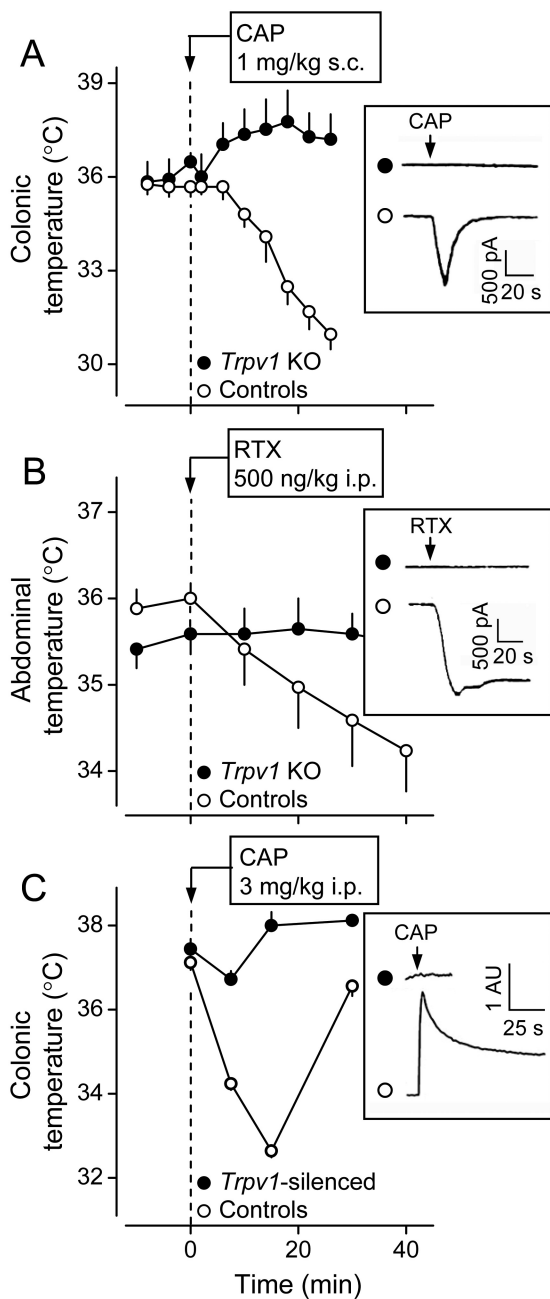 A
CAP
1 mg/kg s.c.
39
36
33
30
Colonic
temperature (°C)
CAP
500 pA
20 s
Trpv1 KO
Controls
B
RTX
500 ng/kg i.p.
37
36
35
34
Abdominal
temperature (°C)
RTX
500 pA
20 s
Trpv1 KO
Controls
C
CAP
3 mg/kg i.p.
38
36
34
32
Colonic
temperature (°C)
CAP
1 AU
25 s
Trpv1-silenced
Controls
0
20
40
Time (min)